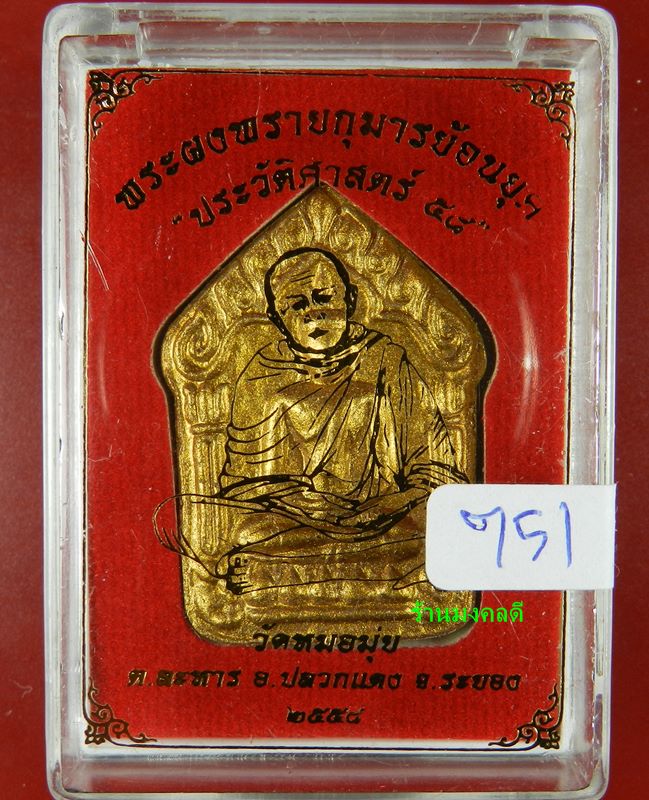 พระผงพรายกุมารย้อนยุคฯ
"ประวัติศาสตร์ ๕๘"
ร้านมงคลดี
วัดหมอมุ่ย
ต.ละหาร อ.ปลวกแดง จ.ระยอง
๒๕๕๘